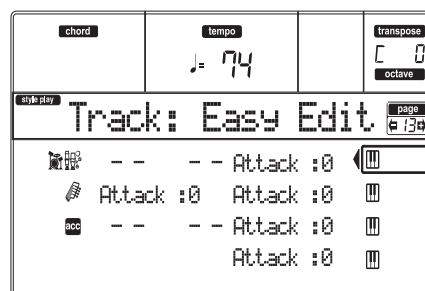 chord tempo transpose
♩= 74 C 0
octave
style play Track: Easy Edit page
13
-- -- Attack :0
Attack :0 Attack :0
acc -- -- Attack :0
Attack :0